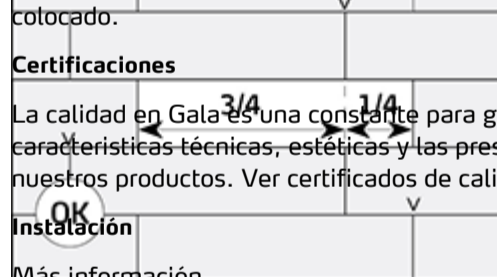 colocado.
Certificaciones
3/4 1/4
La calidad en Gala es una constante para g
caracteristicas técnicas, estéticas y las pres
nuestros productos. Ver certificados de cali
OK
Instalación
Más información